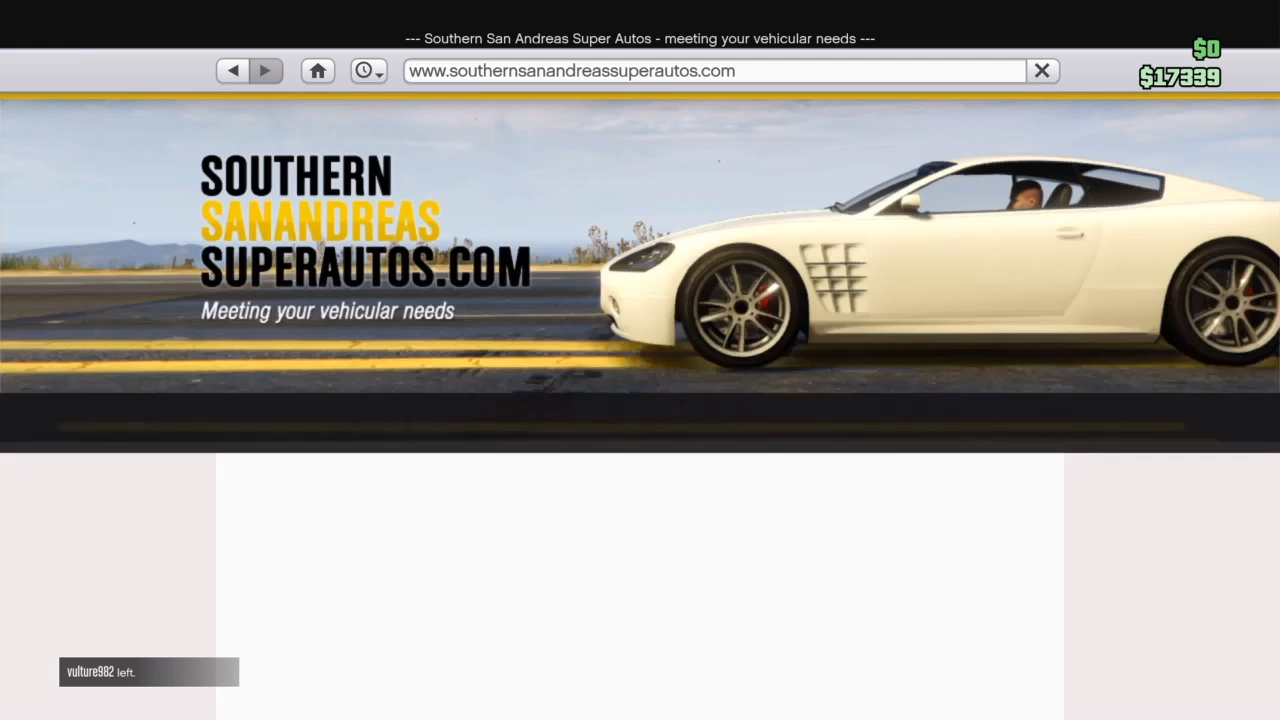 --- Southern San Andreas Super Autos - meeting your vehicular needs ---
www.southernsanandreassuperautos.com
$0
$17339
SOUTHERN
SANANDREAS
SUPERAUTOS.COM
Meeting your vehicular needs
vulture982 left.